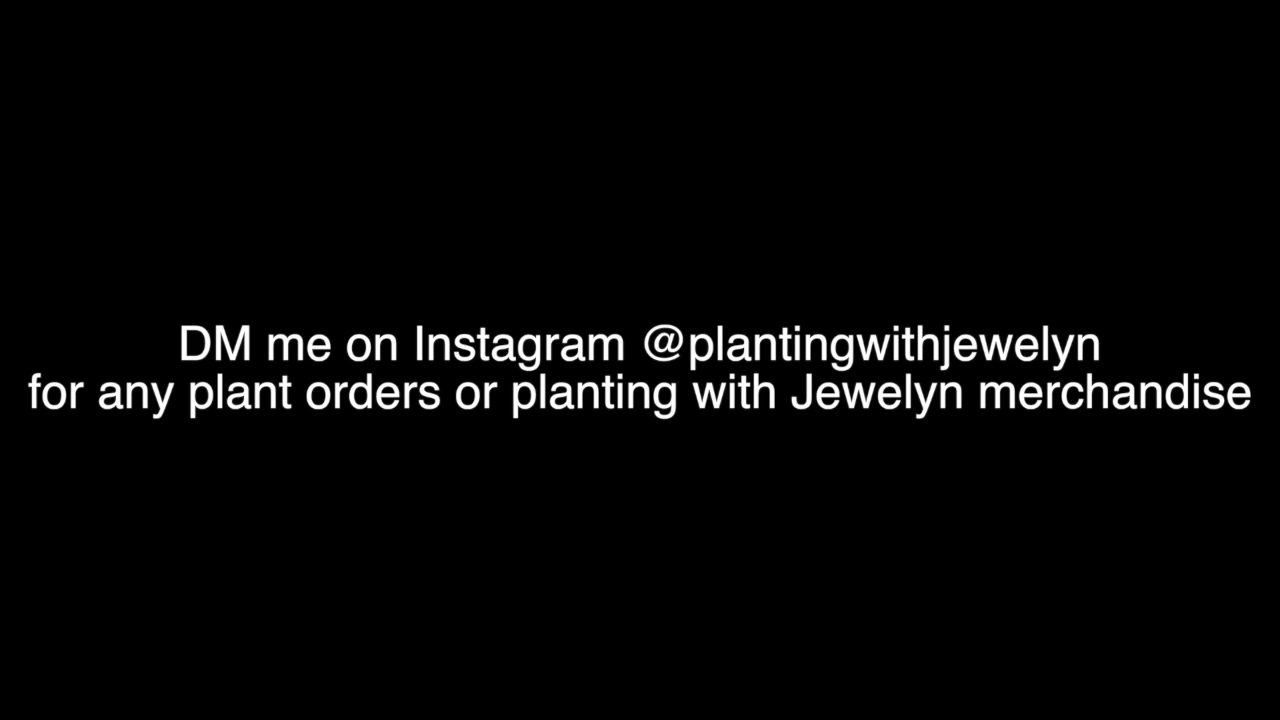 DM me on Instagram @plantingwithjewelyn
for any plant orders or planting with Jewelyn merchandise